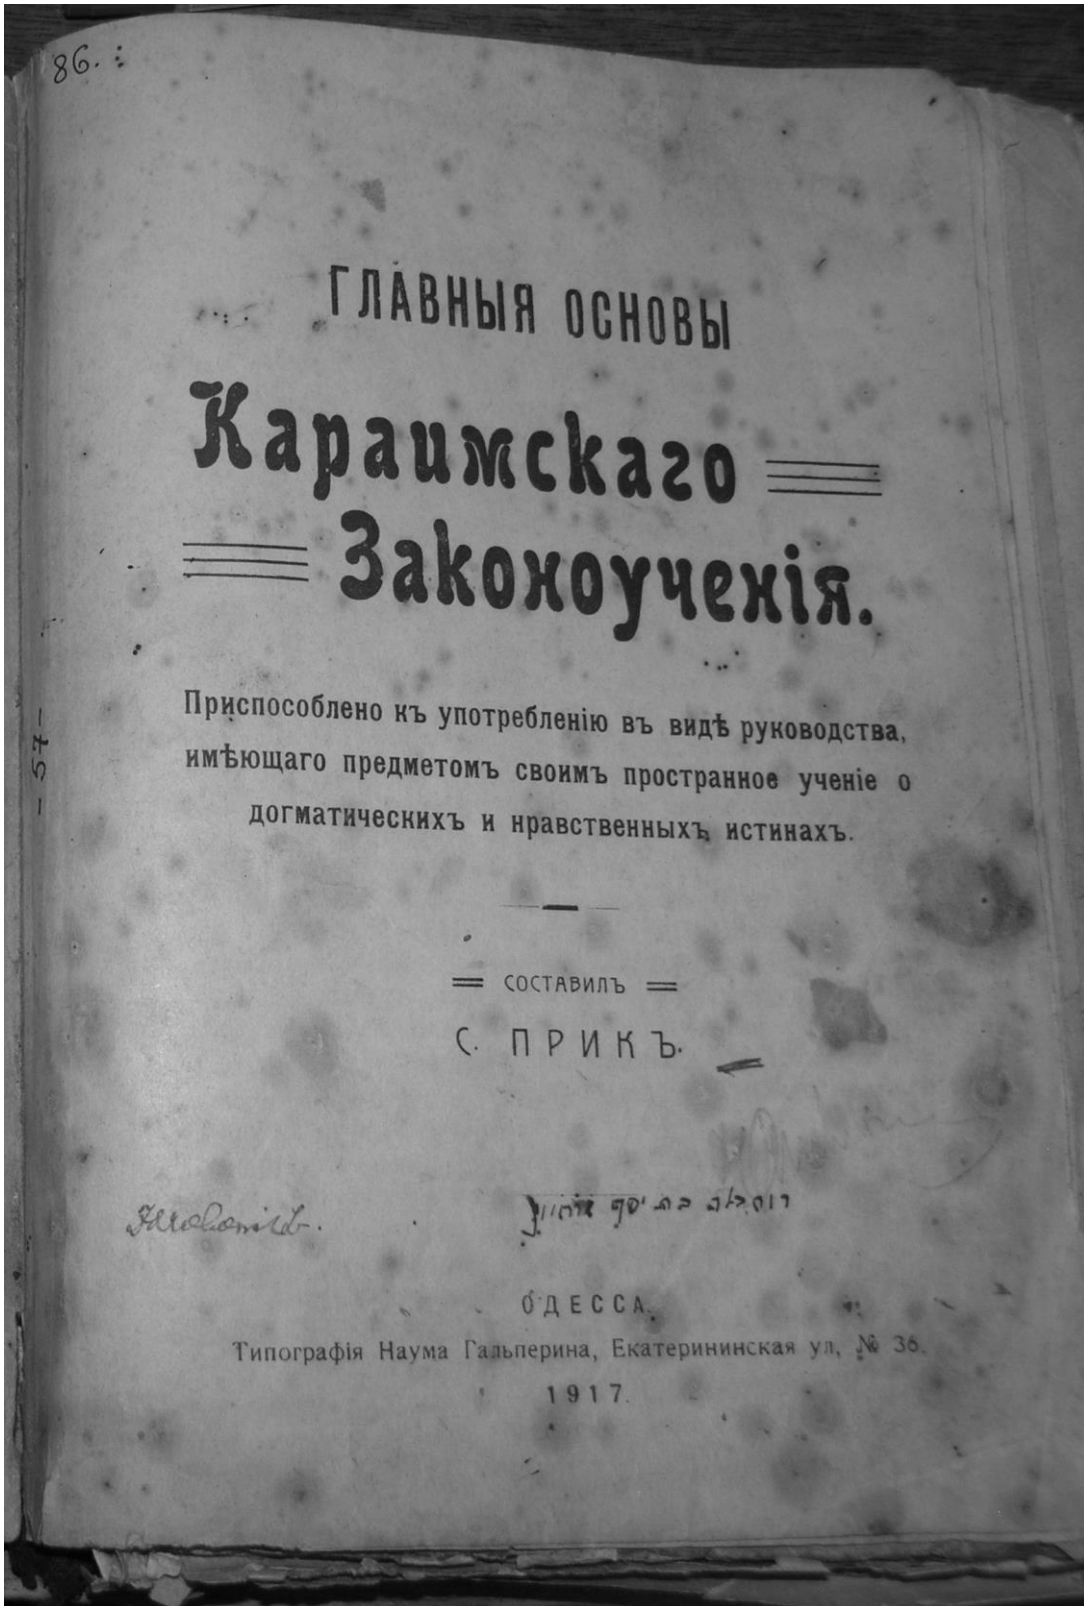 86.
ГЛАВНЫЯ ОСНОВЫ
Караимскаго
Законоученія.
Приспособлено къ употребленію въ видѣ руководства,
имѣющаго предметомъ своимъ пространное ученіе о
догматическихъ и нравственныхъ истинахъ.
– 57 –
СОСТАВИЛЪ
С. ПРИКЪ.
ОДЕССА.
Типографія Наума Гальперина, Екатерининская ул, № 36.
1917.